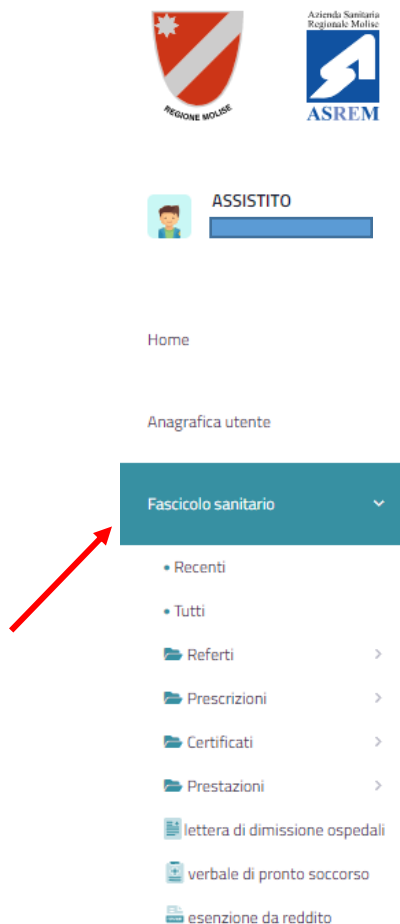 Azienda Sanitaria
Regionale Molise
REGIONE MOLISE
ASREM
ASSISTITO
Home
Anagrafica utente
Fascicolo sanitario
• Recenti
• Tutti
Referti
Prescrizioni
Certificati
Prestazioni
lettera di dimissione ospedali
verbale di pronto soccorso
esenzione da reddito